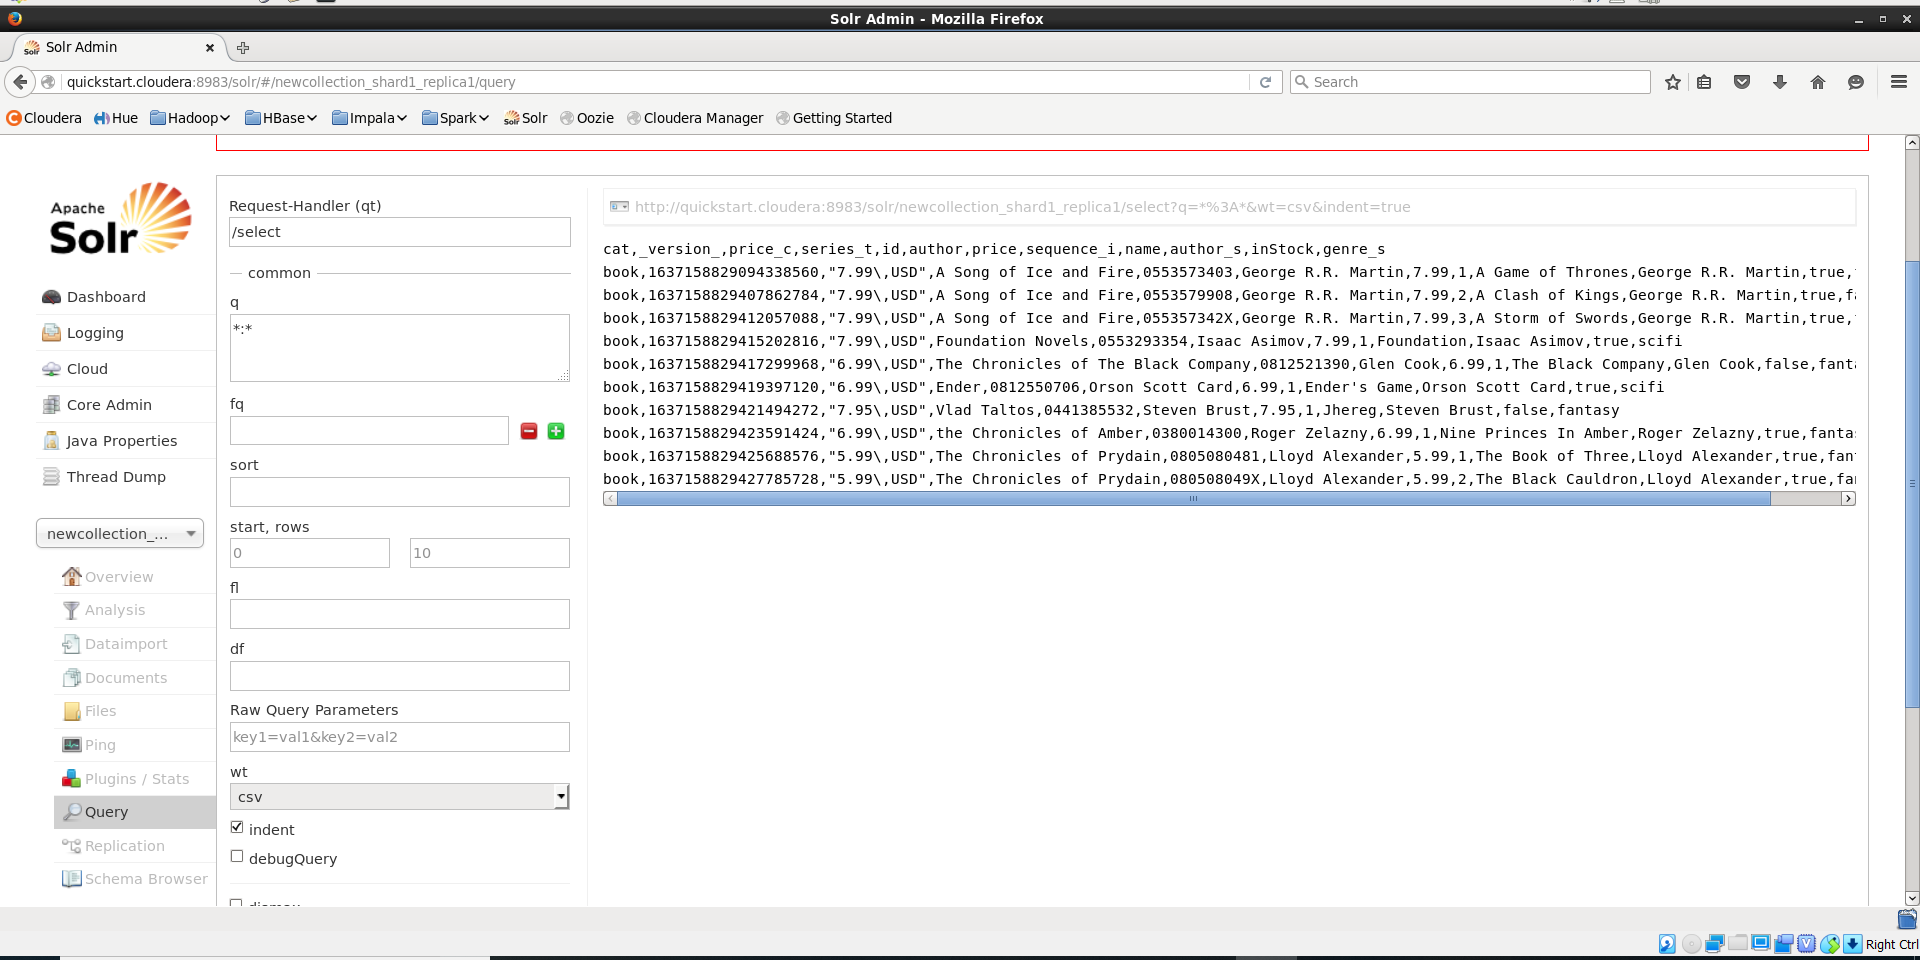 Solr Admin - Mozilla Firefox
Solr Admin
quickstart.cloudera:8983/solr/#/newcollection_shard1_replica1/query
Search
Cloudera
Hue
Hadoop
HBase
Impala
Spark
Solr
Oozie
Cloudera Manager
Getting Started
Apache
Solr
Dashboard
Logging
Cloud
Core Admin
Java Properties
Thread Dump
newcollection_...
Overview
Analysis
Dataimport
Documents
Files
Ping
Plugins / Stats
Query
Replication
Schema Browser
Request-Handler (qt)
/select
common
q
*:*
fq
sort
start, rows
0
10
fl
df
Raw Query Parameters
key1=val1&key2=val2
wt
csv
indent
debugQuery
http://quickstart.cloudera:8983/solr/newcollection_shard1_replica1/select?q=*%3A*&wt=csv&indent=true
cat,_version_,price_c,series_t,id,author,price,sequence_i,name,author_s,inStock,genre_s
book,1637158829094338560,"7.99\,USD",A Song of Ice and Fire,0553573403,George R.R. Martin,7.99,1,A Game of Thrones,George R.R. Martin,true,
book,1637158829407862784,"7.99\,USD",A Song of Ice and Fire,0553579908,George R.R. Martin,7.99,2,A Clash of Kings,George R.R. Martin,true,fa
book,1637158829412057088,"7.99\,USD",A Song of Ice and Fire,055357342X,George R.R. Martin,7.99,3,A Storm of Swords,George R.R. Martin,true,
book,1637158829415202816,"7.99\,USD",Foundation Novels,0553293354,Isaac Asimov,7.99,1,Foundation,Isaac Asimov,true,scifi
book,1637158829417299968,"6.99\,USD",The Chronicles of The Black Company,0812521390,Glen Cook,6.99,1,The Black Company,Glen Cook,false,fanta
book,1637158829419397120,"6.99\,USD",Ender,0812550706,Orson Scott Card,6.99,1,Ender's Game,Orson Scott Card,true,scifi
book,1637158829421494272,"7.95\,USD",Vlad Taltos,0441385532,Steven Brust,7.95,1,Jhereg,Steven Brust,false,fantasy
book,1637158829423591424,"6.99\,USD",the Chronicles of Amber,0380014300,Roger Zelazny,6.99,1,Nine Princes In Amber,Roger Zelazny,true,fantas
book,1637158829425688576,"5.99\,USD",The Chronicles of Prydain,0805080481,Lloyd Alexander,5.99,1,The Book of Three,Lloyd Alexander,true,fan
book,1637158829427785728,"5.99\,USD",The Chronicles of Prydain,080508049X,Lloyd Alexander,5.99,2,The Black Cauldron,Lloyd Alexander,true,fan
Right Ctrl